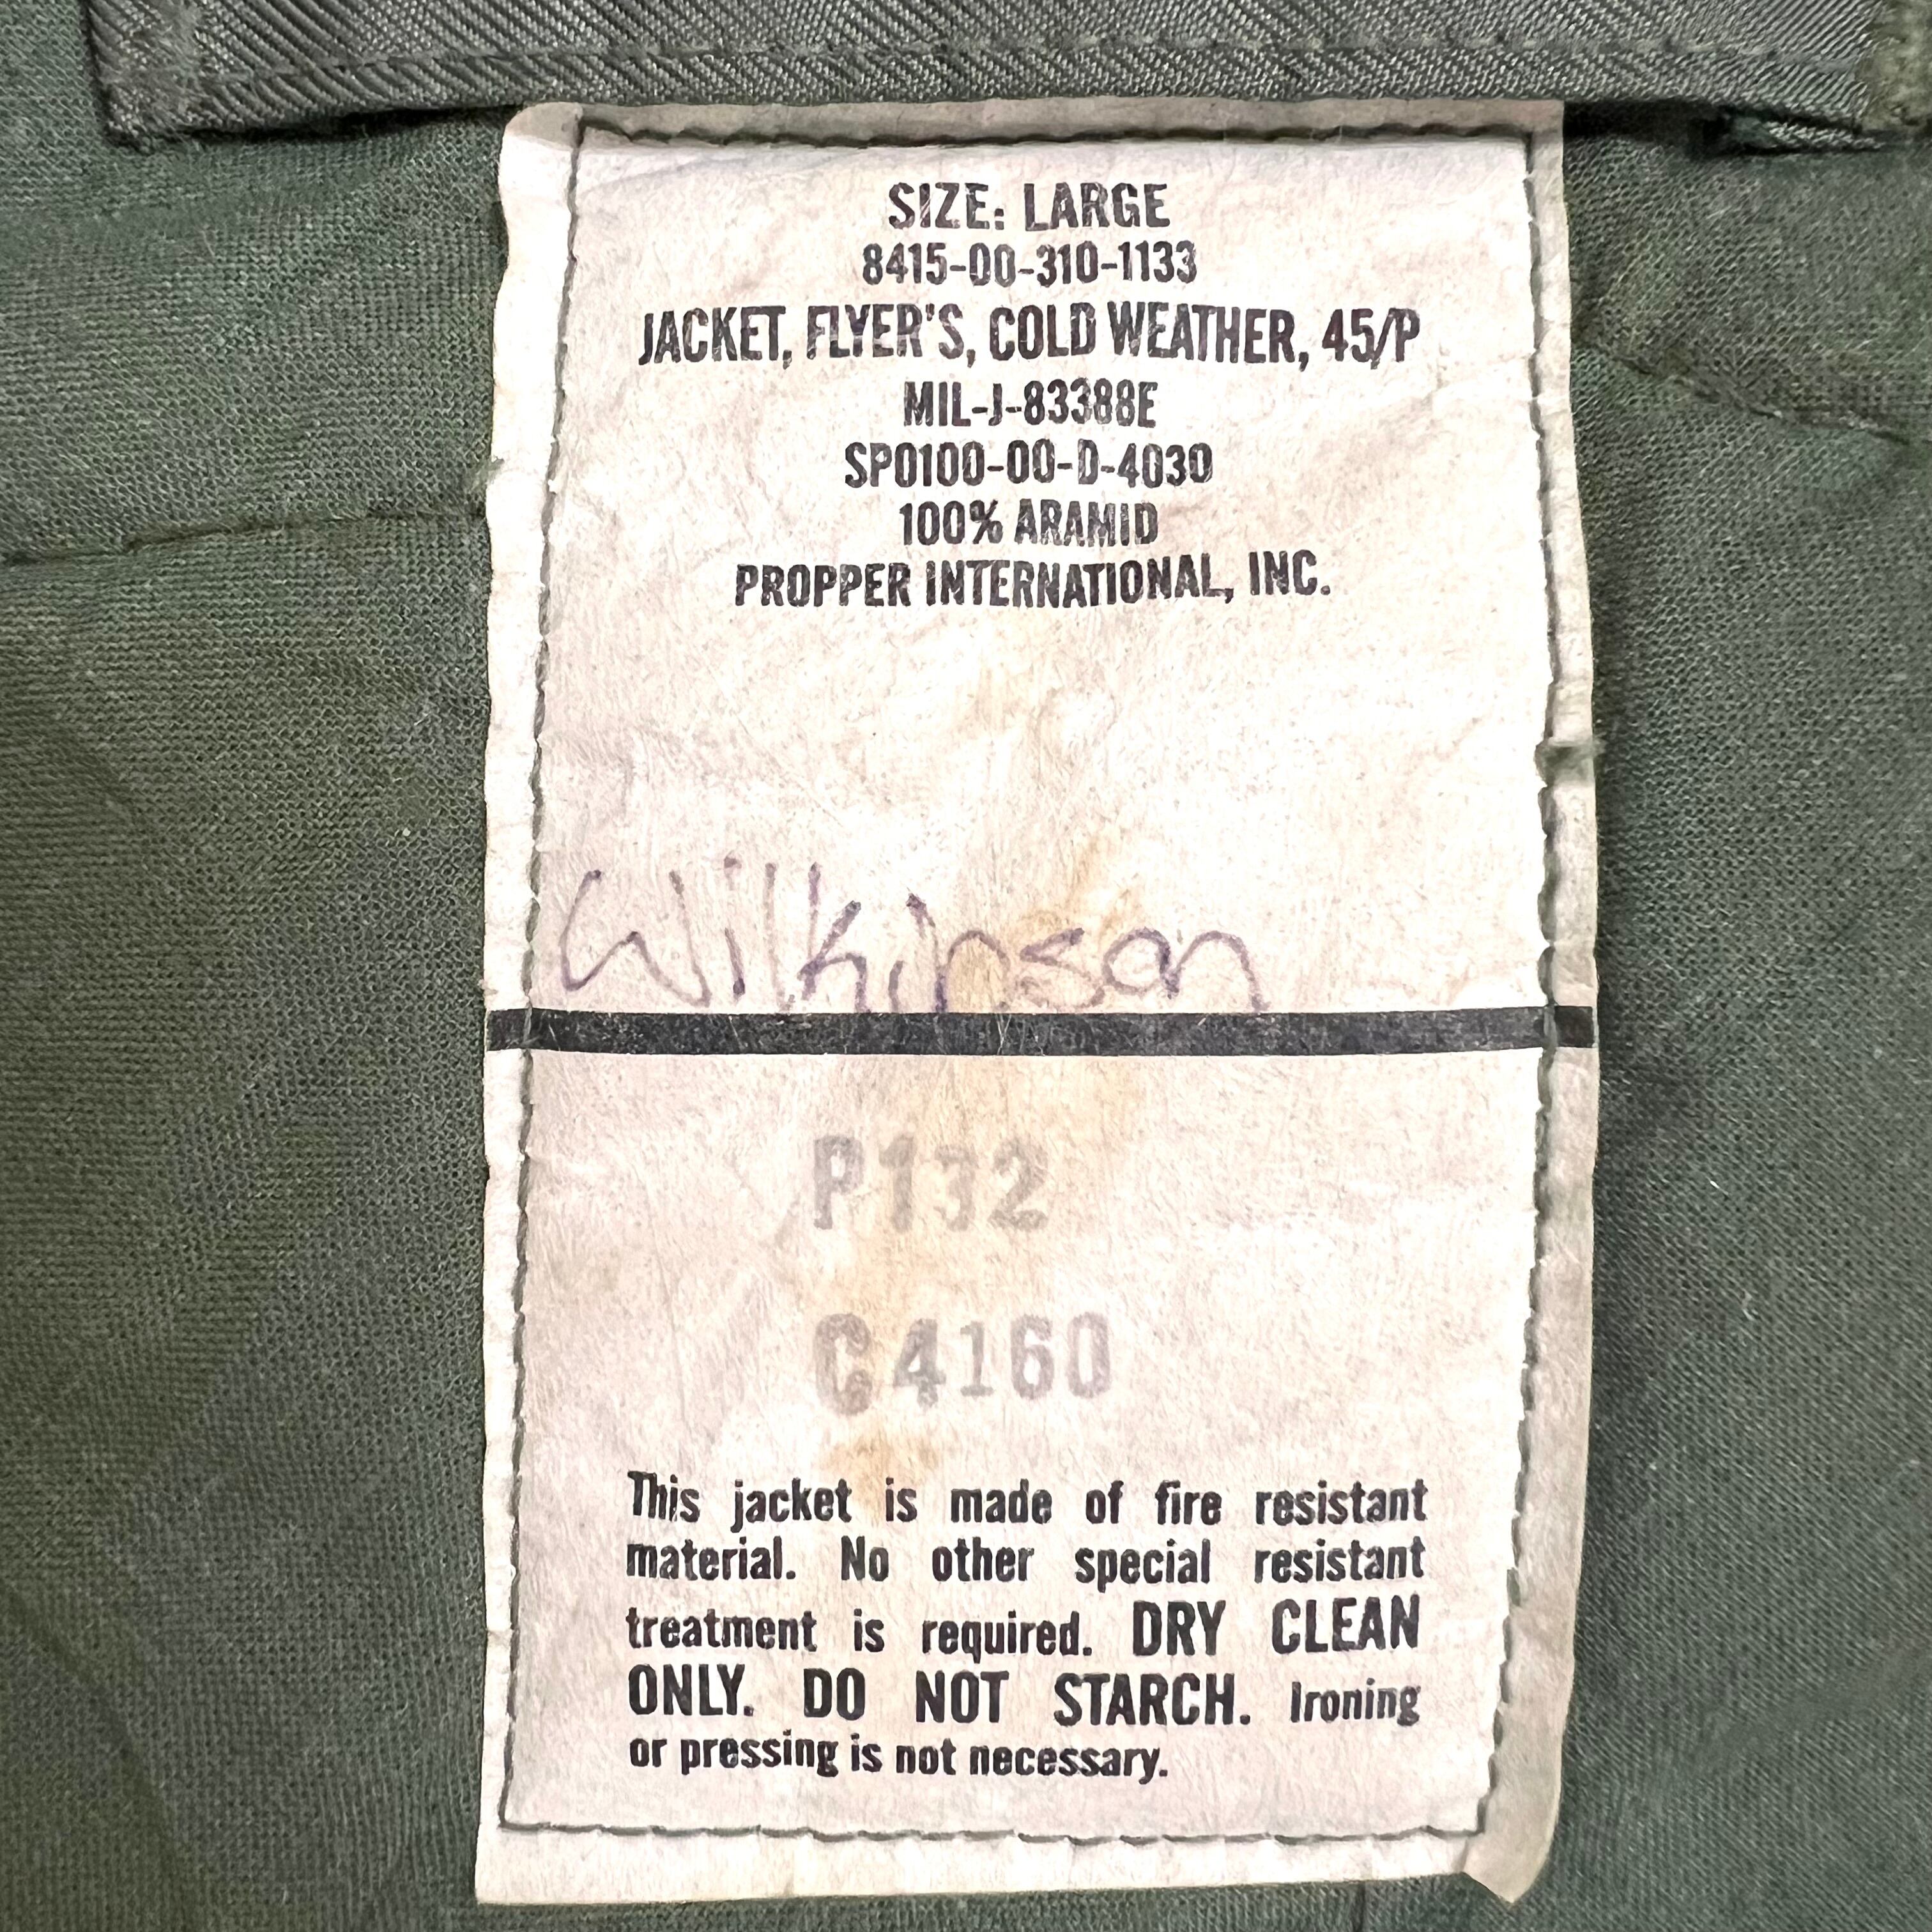 SIZE: LARGE
8415-00-310-1133
JACKET, FLYER'S, COLD WEATHER, 45/P
MIL-J-83388E
SP0100-00-D-4030
100% ARAMID
PROPPER INTERNATIONAL, INC.
Wilkinson
P132
C4160
This jacket is made of fire resistant
material. No other special resistant
treatment is required. DRY CLEAN
ONLY. DO NOT STARCH. Ironing
or pressing is not necessary.